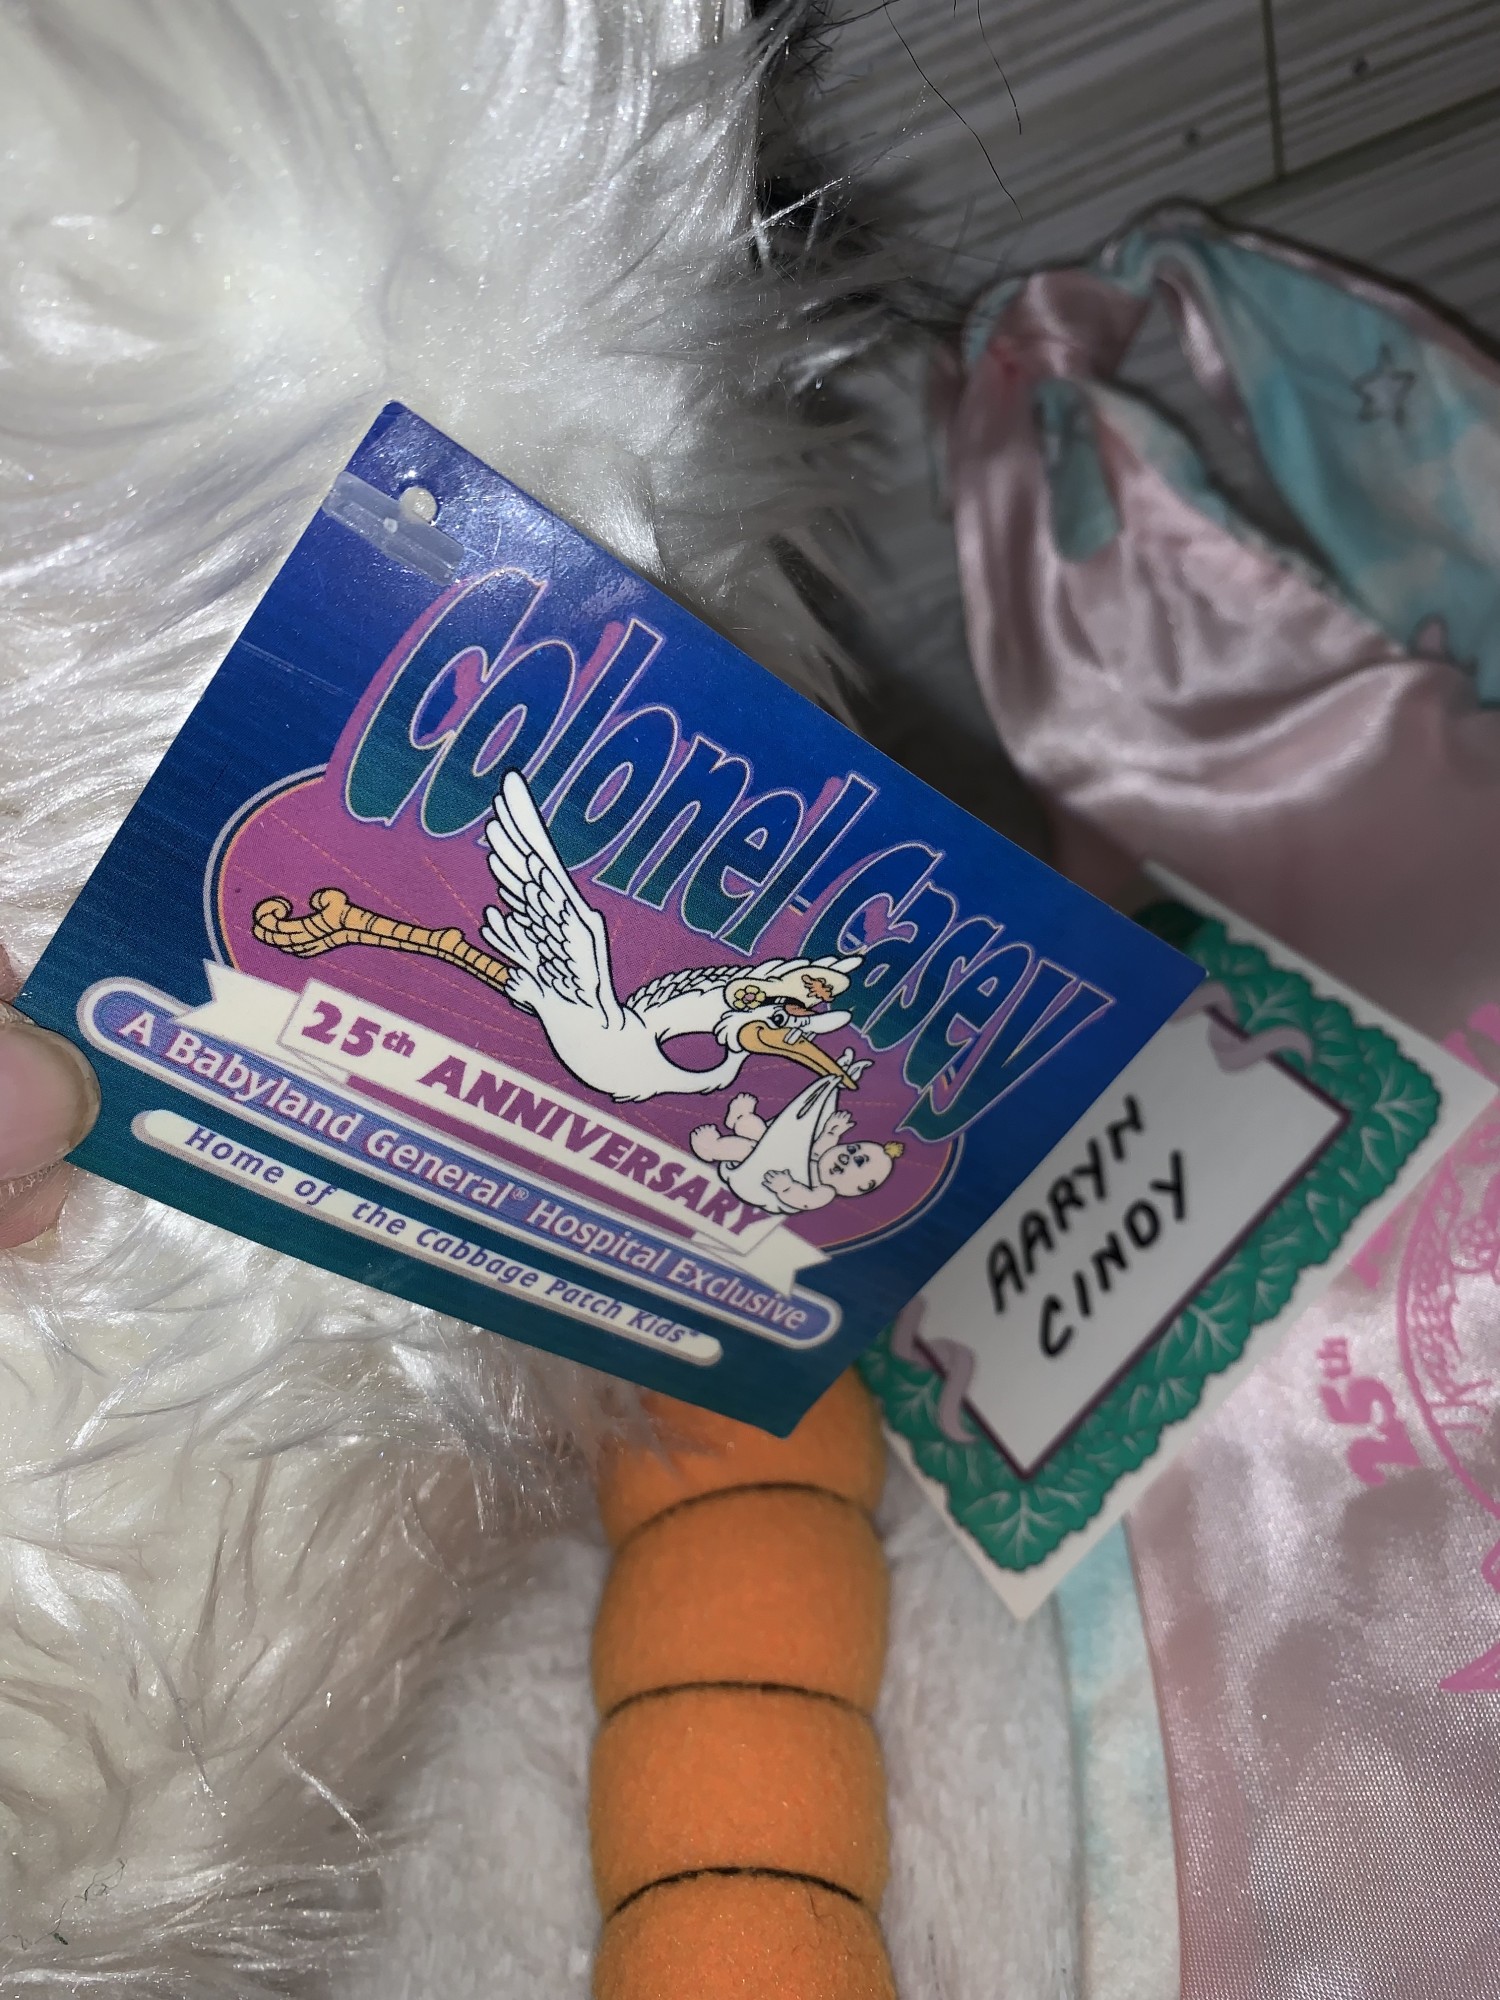 Colonel Casey
25th ANNIVERSARY
A Babyland General® Hospital Exclusive
Home of the Cabbage Patch Kids®
AARYN
CINDY
25th